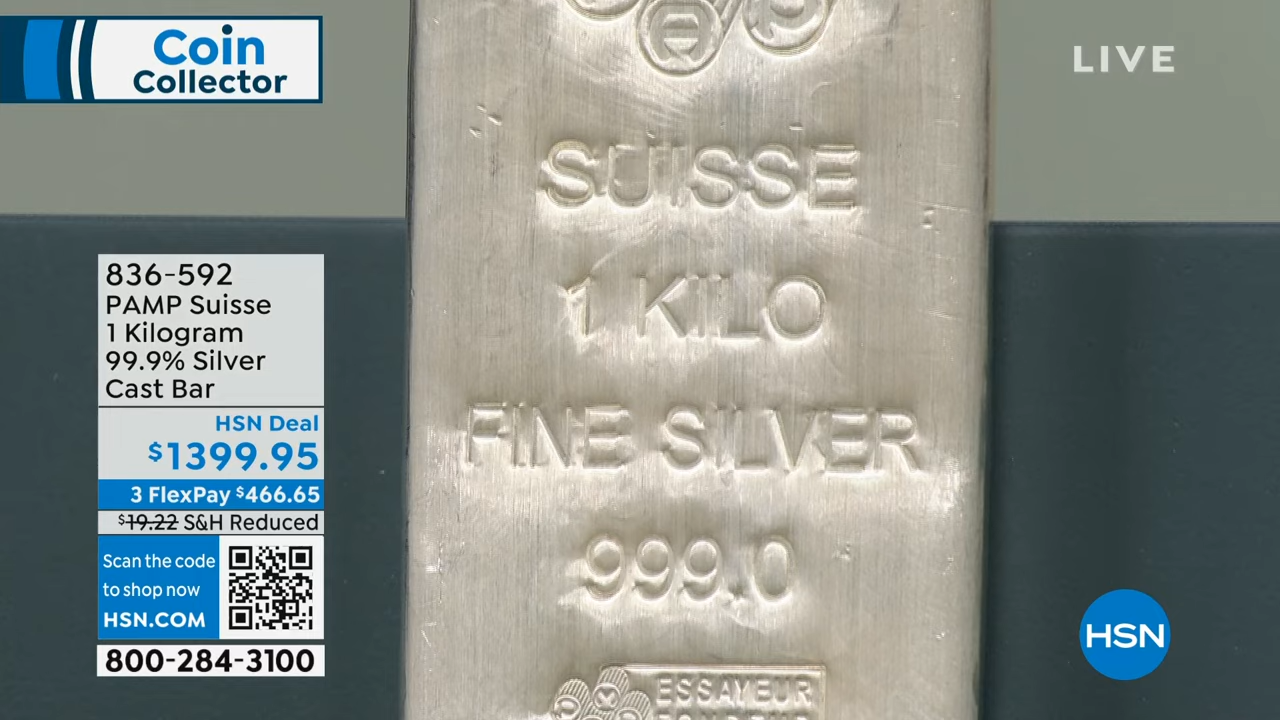 Coin
Collector
LIVE
A
P
SUISSE
1 KILO
FINE SILVER
999.0
ESSAYEUR
FONDEUR
836-592
PAMP Suisse
1 Kilogram
99.9% Silver
Cast Bar
HSN Deal
$1399.95
3 FlexPay $466.65
$19.22 S&H Reduced
Scan the code
to shop now
HSN.COM
800-284-3100
HSN